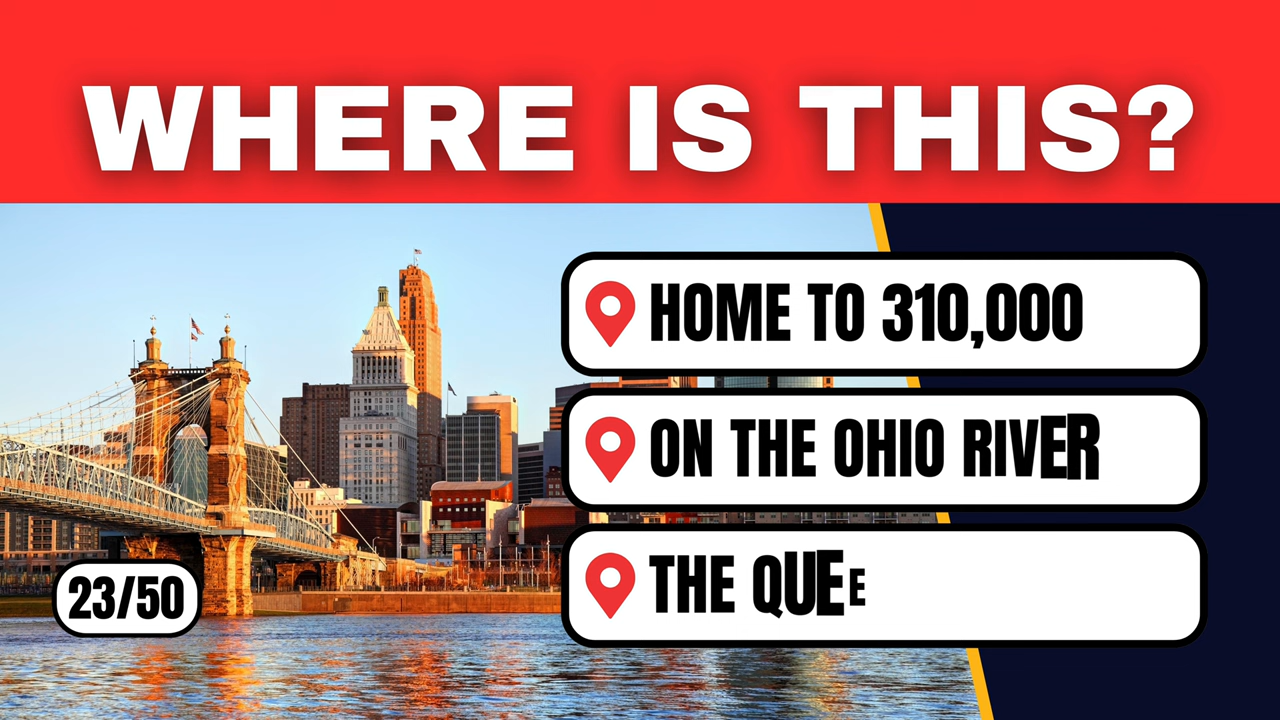 WHERE IS THIS?
HOME TO 310,000
ON THE OHIO RIVER
THE QUEE
23/50